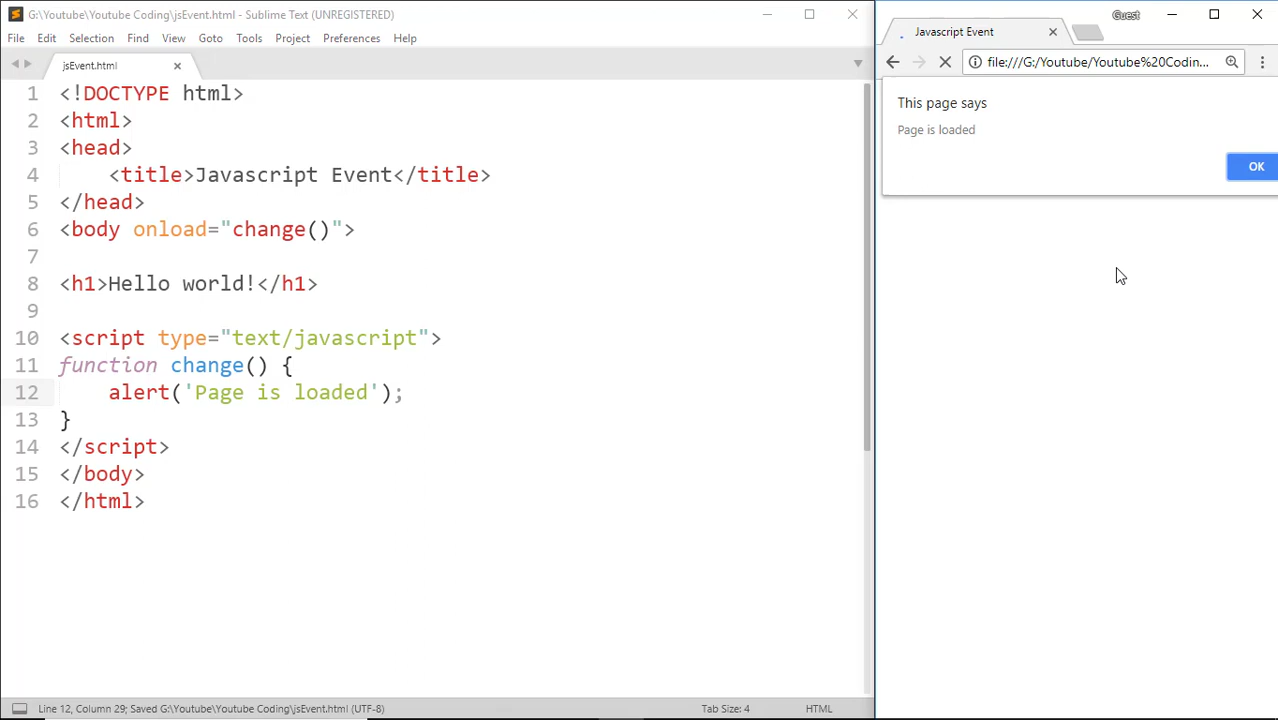 G:\Youtube\Youtube Coding\jsEvent.html - Sublime Text (UNREGISTERED)
File Edit Selection Find View Goto Tools Project Preferences Help
jsEvent.html
1 <!DOCTYPE html>
2 <html>
3 <head>
4 <title>Javascript Event</title>
5 </head>
6 <body onload="change()">
7
8 <h1>Hello world!</h1>
9
10 <script type="text/javascript">
11 function change() {
12 alert('Page is loaded');
13 }
14 </script>
15 </body>
16 </html>
Line 12, Column 29; Saved G:\Youtube\Youtube Coding\jsEvent.html (UTF-8)
Tab Size: 4
HTML
Guest
Javascript Event
file:///G:/Youtube/Youtube%20Codin...
This page says
Page is loaded
OK